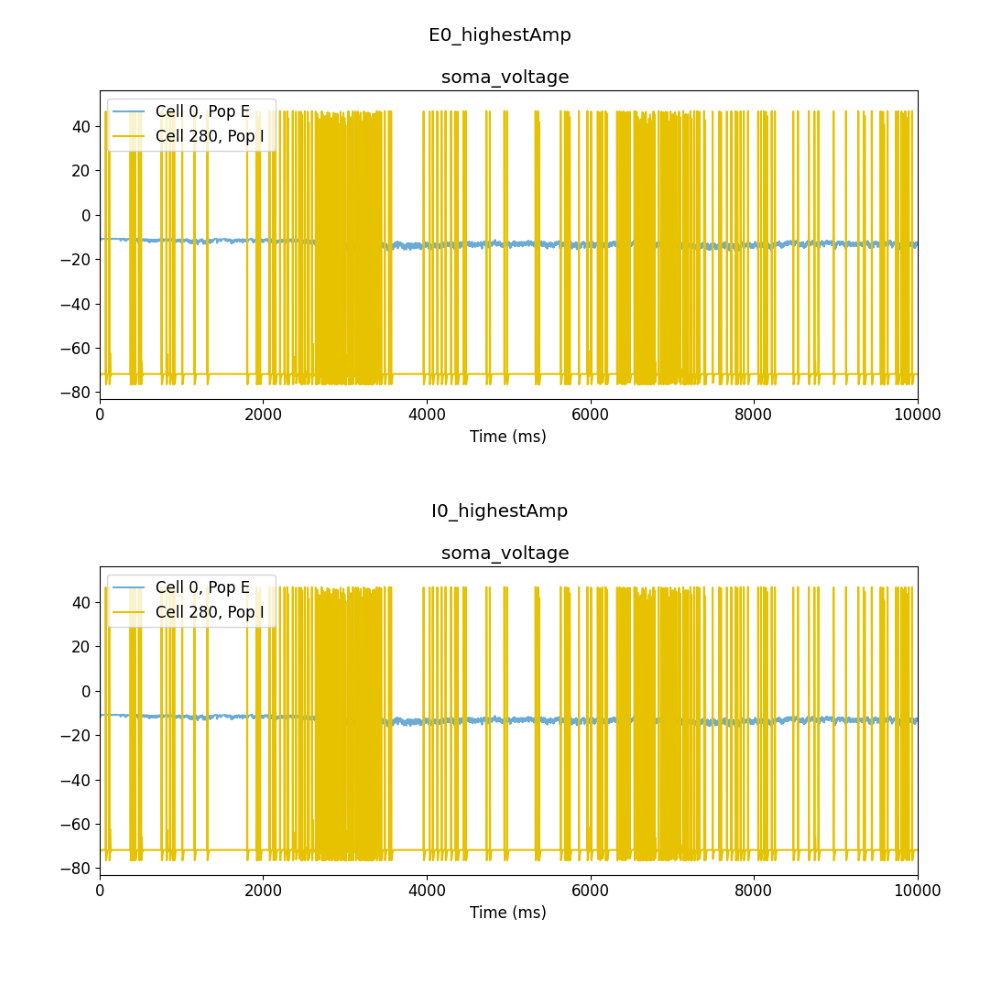 E0_highestAmp
soma_voltage
Cell 0, Pop E
Cell 280, Pop I
40
20
0
−20
−40
−60
−80
0 2000 4000 6000 8000 10000
Time (ms)
I0_highestAmp
soma_voltage
Cell 0, Pop E
Cell 280, Pop I
40
20
0
−20
−40
−60
−80
0 2000 4000 6000 8000 10000
Time (ms)